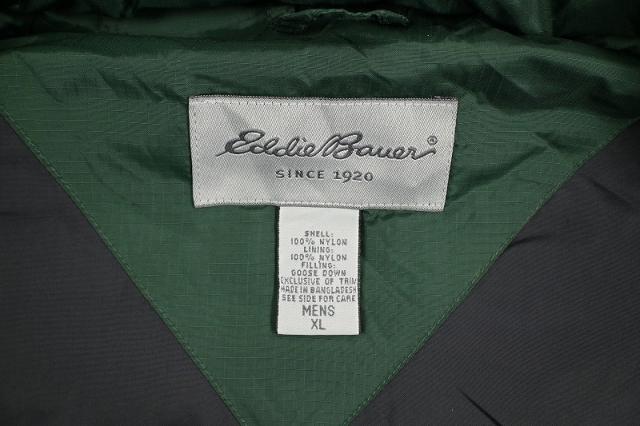 Eddie Bauer®
SINCE 1920
SHELL:
100% NYLON
LINING:
100% NYLON
FILLING:
GOOSE DOWN
EXCLUSIVE OF TRIM
MADE IN BANGLADESH
SEE SIDE FOR CARE
MENS
XL